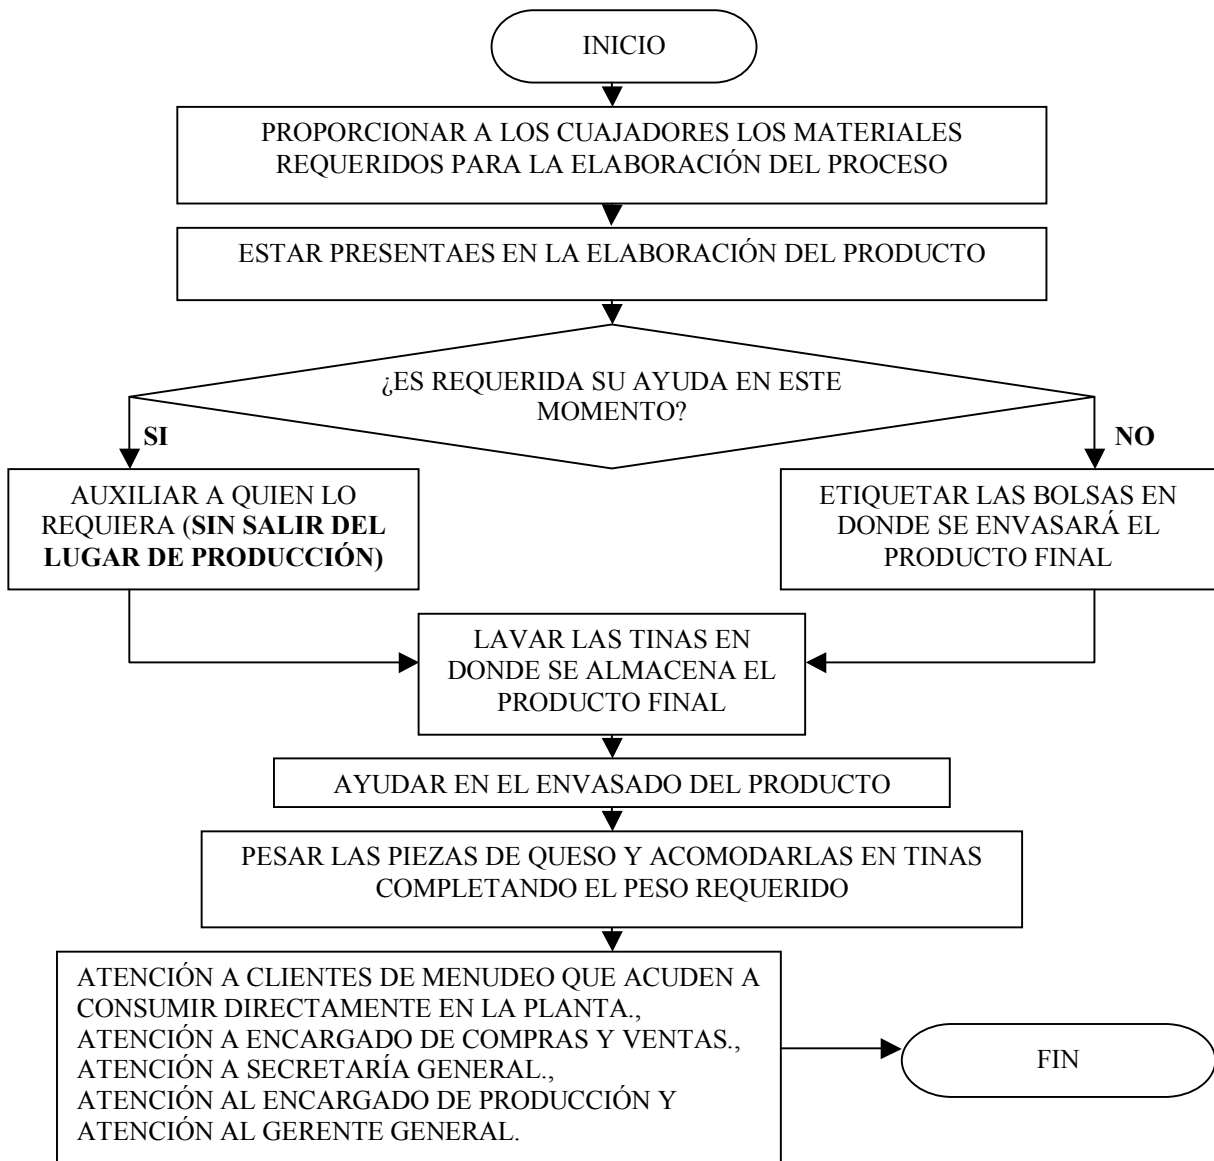 INICIO
PROPORCIONAR A LOS CUAJADORES LOS MATERIALES
REQUERIDOS PARA LA ELABORACIÓN DEL PROCESO
ESTAR PRESENTAES EN LA ELABORACIÓN DEL PRODUCTO
¿ES REQUERIDA SU AYUDA EN ESTE
MOMENTO?
SI
NO
AUXILIAR A QUIEN LO
REQUIERA (SIN SALIR DEL
LUGAR DE PRODUCCIÓN)
ETIQUETAR LAS BOLSAS EN
DONDE SE ENVASARÁ EL
PRODUCTO FINAL
LAVAR LAS TINAS EN
DONDE SE ALMACENA EL
PRODUCTO FINAL
AYUDAR EN EL ENVASADO DEL PRODUCTO
PESAR LAS PIEZAS DE QUESO Y ACOMODARLAS EN TINAS
COMPLETANDO EL PESO REQUERIDO
ATENCIÓN A CLIENTES DE MENUDEO QUE ACUDEN A
CONSUMIR DIRECTAMENTE EN LA PLANTA.,
ATENCIÓN A ENCARGADO DE COMPRAS Y VENTAS.,
ATENCIÓN A SECRETARÍA GENERAL.,
ATENCIÓN AL ENCARGADO DE PRODUCCIÓN Y
ATENCIÓN AL GERENTE GENERAL.
FIN